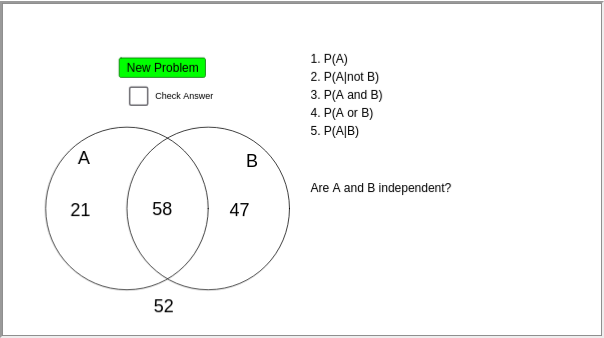 New Problem
Check Answer
1. P(A)
2. P(A|not B)
3. P(A and B)
4. P(A or B)
5. P(A|B)
Are A and B independent?
A
B
21
58
47
52